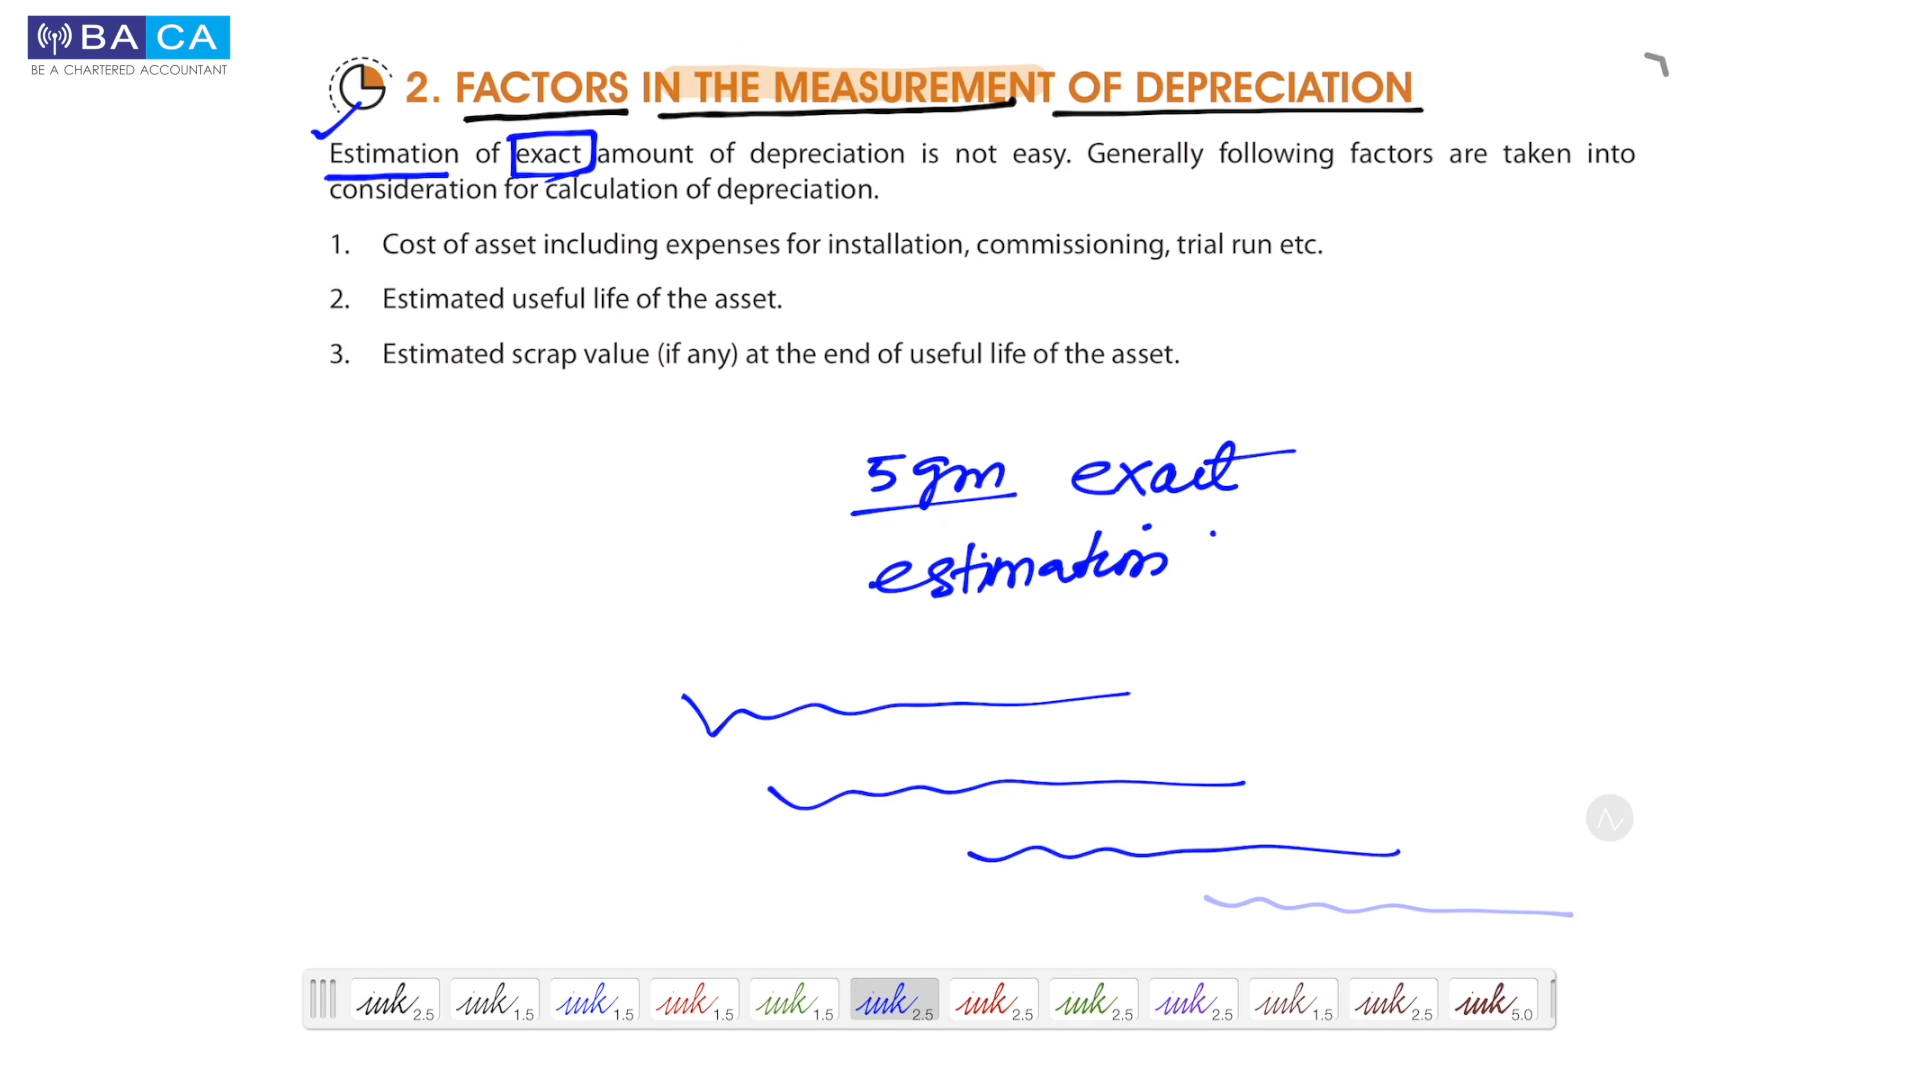 BA CA
BE A CHARTERED ACCOUNTANT
2. FACTORS IN THE MEASUREMENT OF DEPRECIATION
Estimation of exact amount of depreciation is not easy. Generally following factors are taken into
consideration for calculation of depreciation.
1. Cost of asset including expenses for installation, commissioning, trial run etc.
2. Estimated useful life of the asset.
3. Estimated scrap value (if any) at the end of useful life of the asset.
5 gm exact
estimation
ink 2.5 ink 1.5 ink 1.5 ink 1.5 ink 1.5 ink 2.5 ink 2.5 ink 2.5 ink 2.5 ink 1.5 ink 2.5 ink 5.0